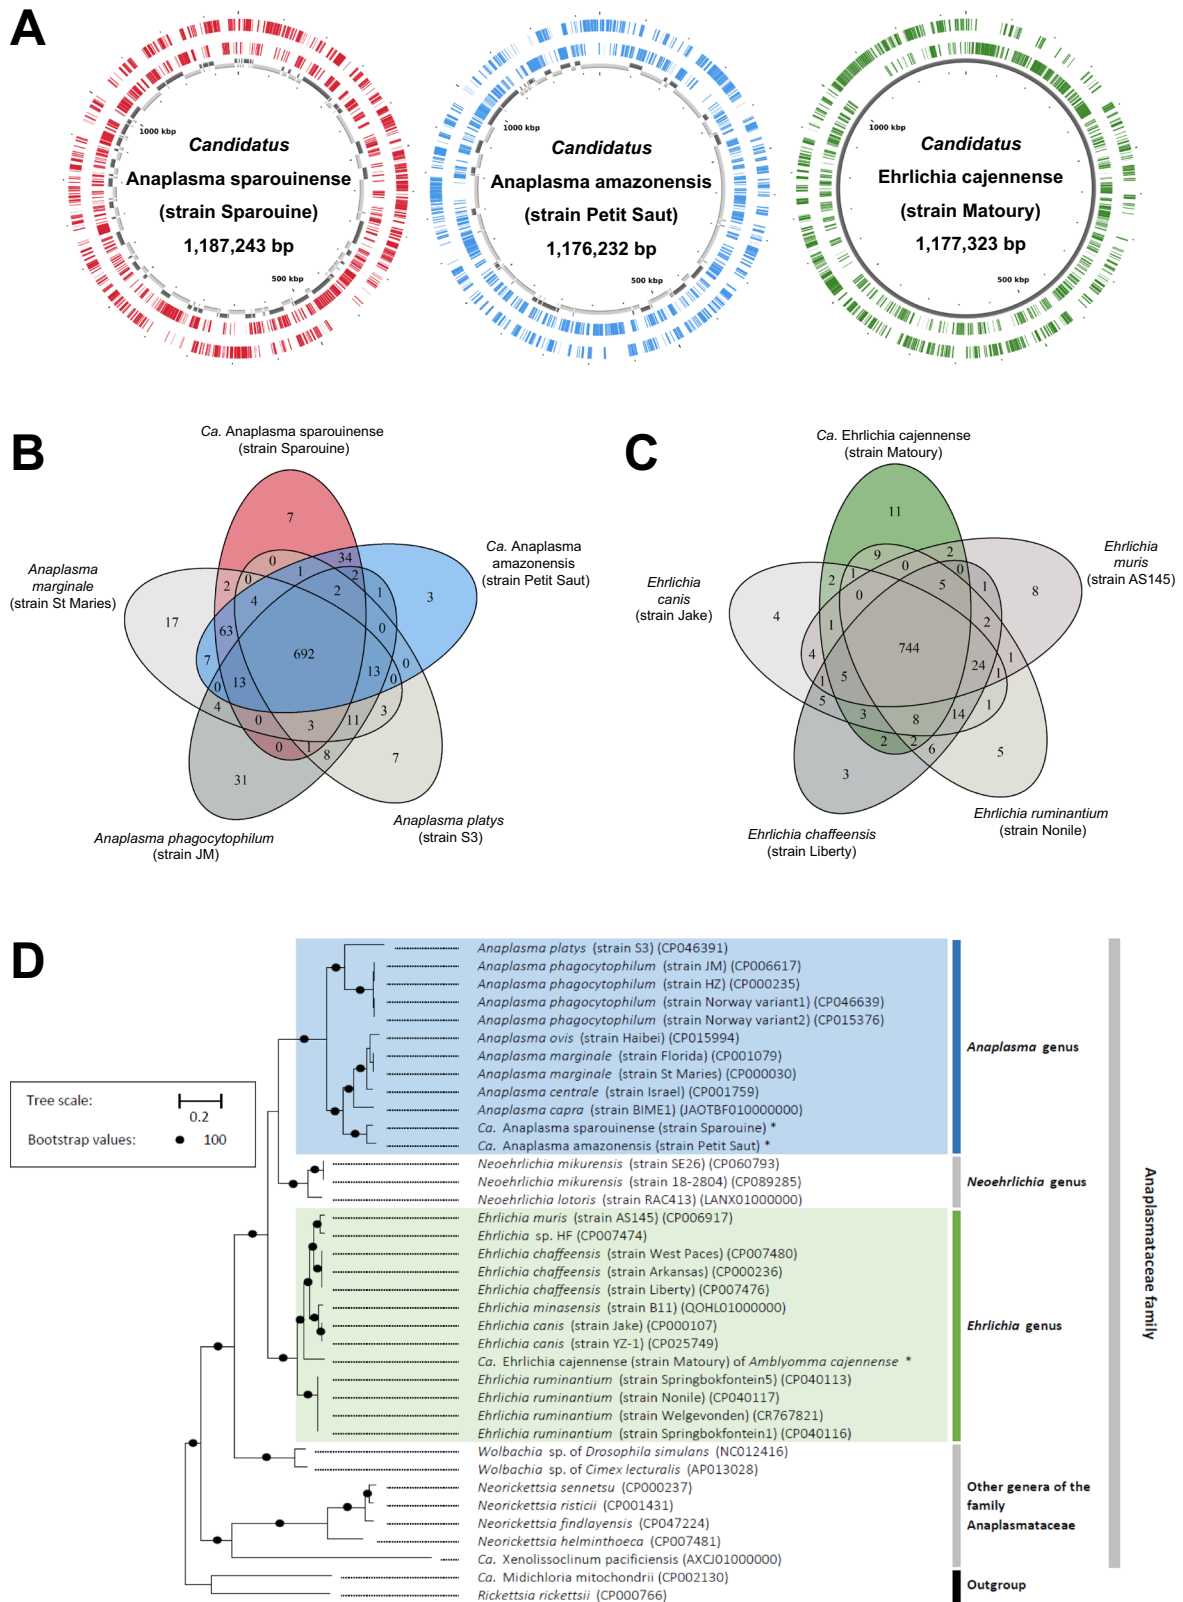 A
Candidatus
Anaplasma sparouinense
(strain Sparouine)
1,187,243 bp
1000 kbp
500 kbp
Candidatus
Anaplasma amazonensis
(strain Petit Saut)
1,176,232 bp
1000 kbp
500 kbp
Candidatus
Ehrlichia cajennense
(strain Matoury)
1,177,323 bp
1000 kbp
500 kbp
B
Ca. Anaplasma sparouinense
(strain Sparouine)
Ca. Anaplasma
amazonensis
(strain Petit Saut)
Anaplasma
marginale
(strain St Maries)
Anaplasma phagocytophilum
(strain JM)
Anaplasma platys
(strain S3)
7
34
0
1
2
0
2
2
1
3
4
17
63
0
692
7
13
13
0
0
0
4
0
3
11
3
0
1
8
7
31
C
Ca. Ehrlichia cajennense
(strain Matoury)
Ehrlichia
muris
(strain AS145)
Ehrlichia
canis
(strain Jake)
Ehrlichia chaffeensis
(strain Liberty)
Ehrlichia ruminantium
(strain Nonile)
11
9
2
0
0
1
2
5
1
8
0
4
1
2
744
4
1
24
1
5
1
5
3
8
14
1
2
2
6
5
3
D
Tree scale:
0.2
Bootstrap values:
100
Anaplasma platys (strain S3) (CP046391)
Anaplasma phagocytophilum (strain JM) (CP006617)
Anaplasma phagocytophilum (strain HZ) (CP000235)
Anaplasma phagocytophilum (strain Norway variant1) (CP046639)
Anaplasma phagocytophilum (strain Norway variant2) (CP015376)
Anaplasma ovis (strain Haibei) (CP015994)
Anaplasma marginale (strain Florida) (CP001079)
Anaplasma marginale (strain St Maries) (CP000030)
Anaplasma centrale (strain Israel) (CP001759)
Anaplasma capra (strain BIME1) (JAOTBF010000000)
Ca. Anaplasma sparouinense (strain Sparouine) *
Ca. Anaplasma amazonensis (strain Petit Saut) *
Neoehrlichia mikurensis (strain SE26) (CP060793)
Neoehrlichia mikurensis (strain 18-2804) (CP089285)
Neoehrlichia lotoris (strain RAC413) (LANX01000000)
Ehrlichia muris (strain AS145) (CP006917)
Ehrlichia sp. HF (CP007474)
Ehrlichia chaffeensis (strain West Paces) (CP007480)
Ehrlichia chaffeensis (strain Arkansas) (CP000236)
Ehrlichia chaffeensis (strain Liberty) (CP007476)
Ehrlichia minasensis (strain B11) (QOHL01000000)
Ehrlichia canis (strain Jake) (CP000107)
Ehrlichia canis (strain YZ-1) (CP025749)
Ca. Ehrlichia cajennense (strain Matoury) of Amblyomma cajennense *
Ehrlichia ruminantium (strain Springbokfontein5) (CP040113)
Ehrlichia ruminantium (strain Nonile) (CP040117)
Ehrlichia ruminantium (strain Welgevonden) (CR767821)
Ehrlichia ruminantium (strain Springbokfontein1) (CP040116)
Wolbachia sp. of Drosophila simulans (NC012416)
Wolbachia sp. of Cimex lecturalis (AP013028)
Neorickettsia sennetsu (CP000237)
Neorickettsia risticii (CP001431)
Neorickettsia findlayensis (CP047224)
Neorickettsia helminthoeca (CP007481)
Ca. Xenolissoclinum pacificiensis (AXCJ01000000)
Ca. Midichloria mitochondrii (CP002130)
Rickettsia rickettsii (CP000766)
Anaplasma genus
Neoehrlichia genus
Ehrlichia genus
Other genera of the
family
Anaplasmataceae
Outgroup
Anaplasmataceae family